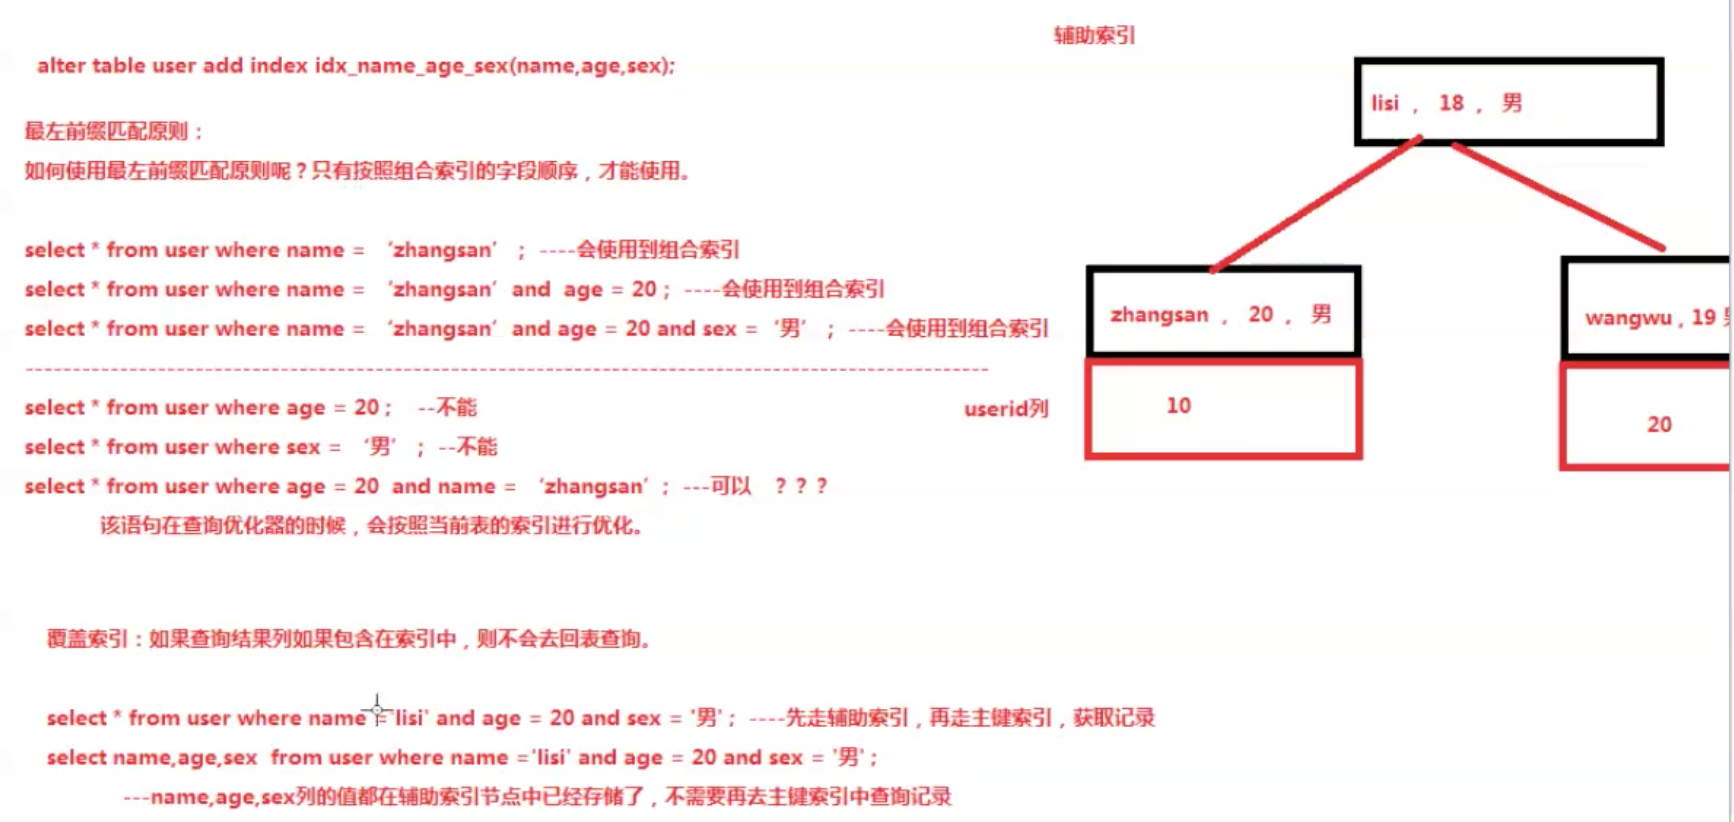 辅助索引
alter table user add index idx_name_age_sex(name,age,sex);
lisi ， 18 ， 男
最左前缀匹配原则：
如何使用最左前缀匹配原则呢？只有按照组合索引的字段顺序，才能使用。
select * from user where name = ‘zhangsan’ ； ----会使用到组合索引
select * from user where name = ‘zhangsan’ and age = 20； ----会使用到组合索引
select * from user where name = ‘zhangsan’ and age = 20 and sex = ‘男’ ； ----会使用到组合索引
zhangsan ， 20 ， 男
wangwu，19
select * from user where age = 20； --不能
userid列
10
20
select * from user where sex = ‘男’ ； --不能
select * from user where age = 20 and name = ‘zhangsan’ ； ---可以 ？？？
该语句在查询优化器的时候，会按照当前表的索引进行优化。
覆盖索引：如果查询结果列如果包含在索引中，则不会去回表查询。
select * from user where name ='lisi' and age = 20 and sex = '男'； ----先走辅助索引，再走主键索引，获取记录
select name,age,sex from user where name ='lisi' and age = 20 and sex = '男'；
---name,age,sex列的值都在辅助索引节点中已经存储了，不需要再去主键索引中查询记录